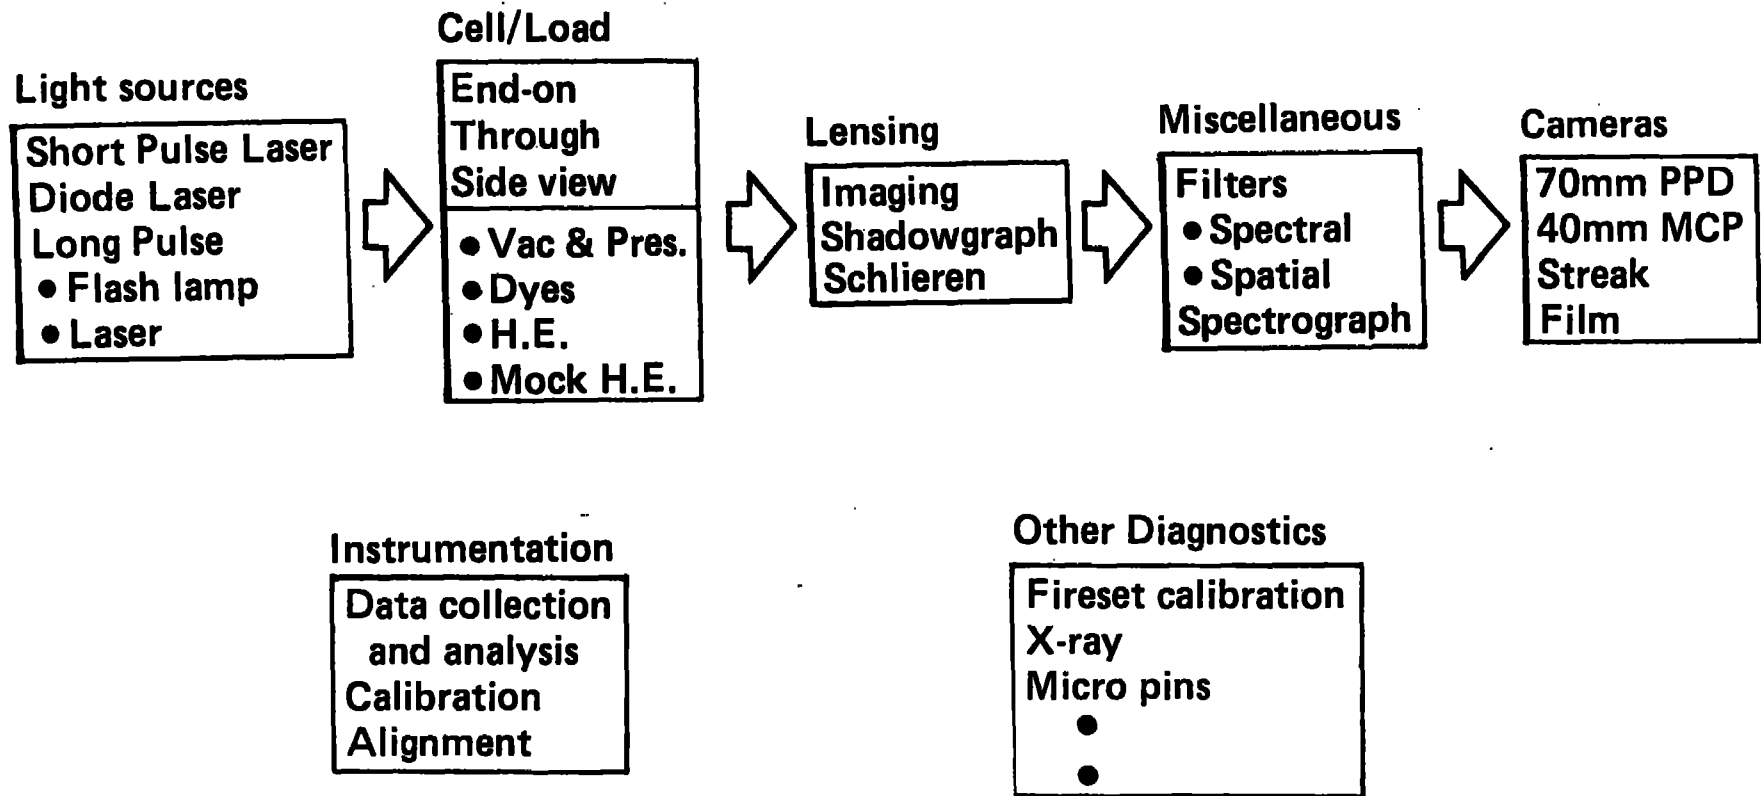 Light sources
Short Pulse Laser
Diode Laser
Long Pulse
• Flash lamp
• Laser
Cell/Load
End-on
Through
Side view
• Vac & Pres.
• Dyes
• H.E.
• Mock H.E.
Lensing
Imaging
Shadowgraph
Schlieren
Miscellaneous
Filters
• Spectral
• Spatial
Spectrograph
Cameras
70mm PPD
40mm MCP
Streak
Film
Instrumentation
Data collection
and analysis
Calibration
Alignment
Other Diagnostics
Fireset calibration
X-ray
Micro pins
•
•